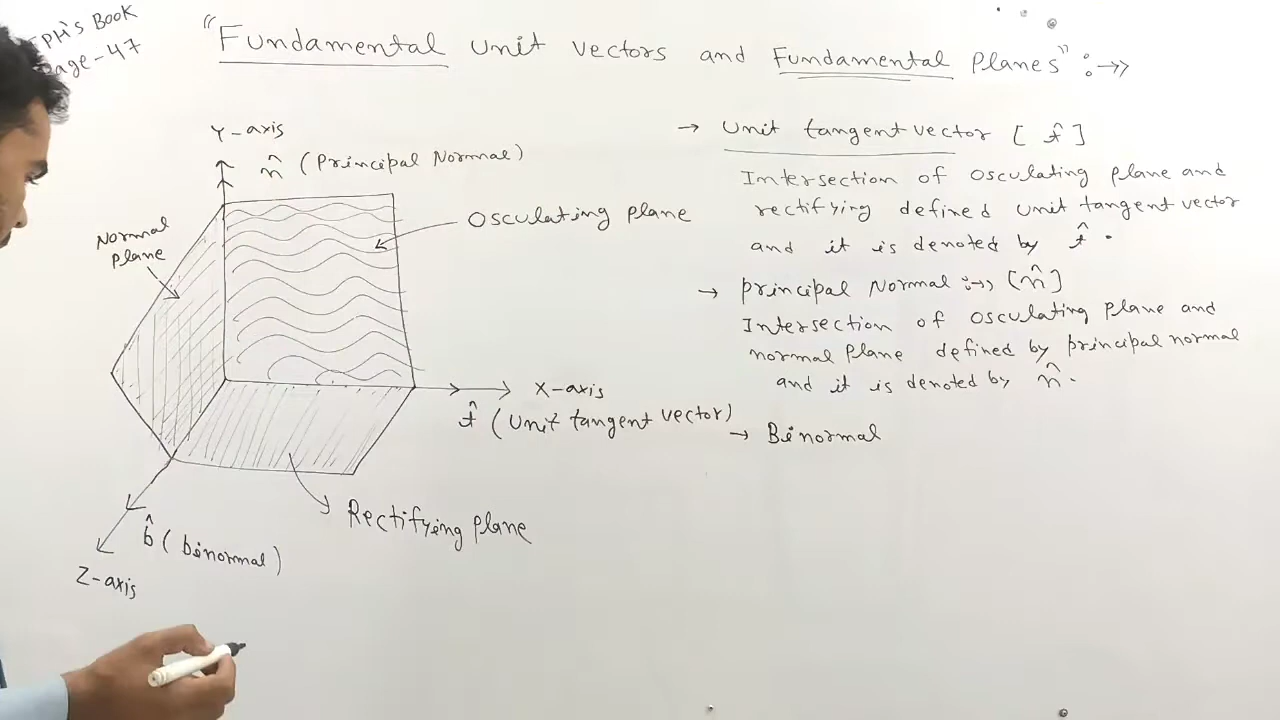 PH's Book
Page-47
"Fundamental Unit Vectors and Fundamental Planes" :→>
Y-axis
n̂ (Principal Normal)
Osculating plane
Normal
plane
X-axis
t̂ (Unit tangent vector)
Rectifying plane
b̂ (binormal)
Z-axis
→ Unit tangent vector [ t̂ ]
Intersection of osculating plane and
rectifying defined unit tangent vector
and it is denoted by t̂ .
→ Principal Normal :→> [n̂]
Intersection of osculating plane and
normal plane defined by principal normal
and it is denoted by n̂.
→ Binormal